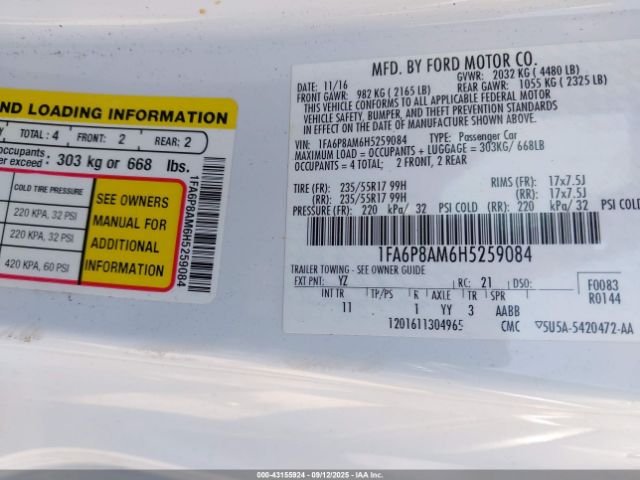 ND LOADING INFORMATION
TOTAL: 4 FRONT: 2 REAR: 2
occupants
er exceed : 303 kg or 668 lbs.
COLD TIRE PRESSURE
220 KPA, 32 PSI
220 KPA, 32 PSI
420 KPA, 60 PSI
SEE OWNERS
MANUAL FOR
ADDITIONAL
INFORMATION
1FA6P8AM6H5259084
MFD. BY FORD MOTOR CO.
DATE: 11/16 GVWR: 2032 KG ( 4480 LB)
FRONT GAWR: 982 KG ( 2165 LB) REAR GAWR: 1055 KG ( 2325 LB)
THIS VEHICLE CONFORMS TO ALL APPLICABLE FEDERAL MOTOR
VEHICLE SAFETY, BUMPER, AND THEFT PREVENTION STANDARDS
IN EFFECT ON THE DATE OF MANUFACTURE SHOWN ABOVE.
VIN: 1FA6P8AM6H5259084 TYPE: Passenger Car
MAXIMUM LOAD = OCCUPANTS + LUGGAGE = 303KG/ 668LB
OCCUPANTS = 4 TOTAL; 2 FRONT, 2 REAR
TIRE (FR): 235/55R17 99H RIMS (FR): 17x7.5J
(RR): 235/55R17 99H (RR): 17x7.5J
PRESSURE (FR): 220 kPa/ 32 PSI COLD (RR): 220 kPa/ 32 PSI COLD
1FA6P8AM6H5259084
TRAILER TOWING - SEE OWNER GUIDE
EXT PNT: YZ RC: 21 DSO: F0083
R0144
INT TR TP/PS R AXLE TR SPR
11 1 YY 3 AABB
1201611304965 CMC 5U5A-5420472-AA
000-43155924 - 09/12/2025 - IAAI.COM